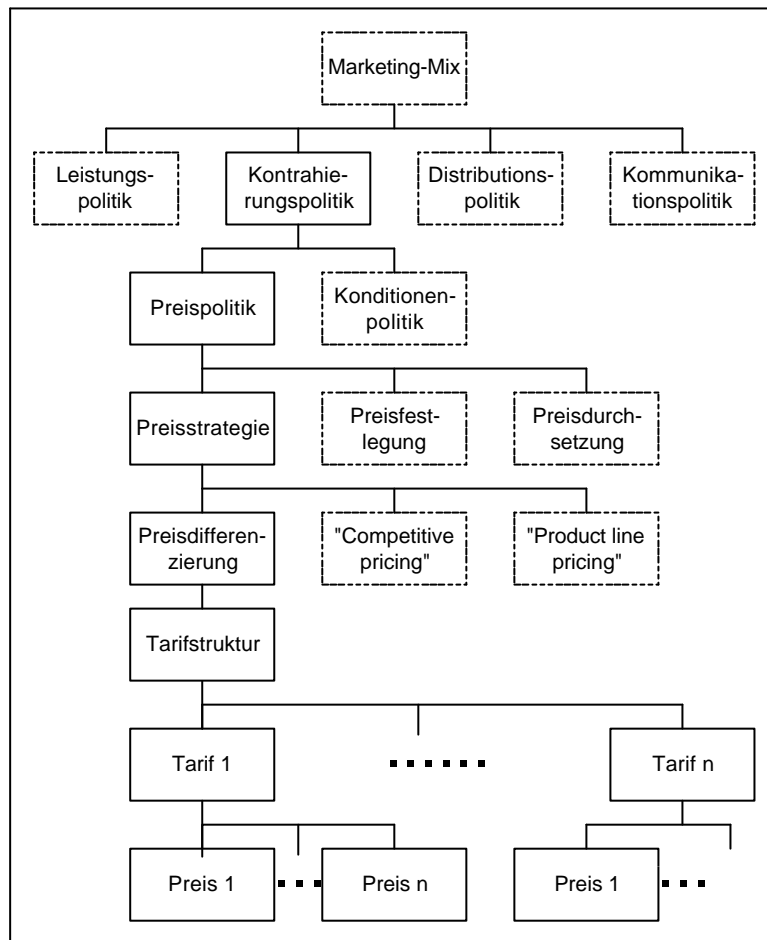 Marketing-Mix
Leistungs-
politik
Kontrahie-
rungspolitik
Distributions-
politik
Kommunika-
tionspolitik
Preispolitik
Konditionen-
politik
Preisstrategie
Preisfest-
legung
Preisdurch-
setzung
Preisdifferen-
zierung
"Competitive
pricing"
"Product line
pricing"
Tarifstruktur
Tarif 1
Tarif n
Preis 1
Preis n
Preis 1